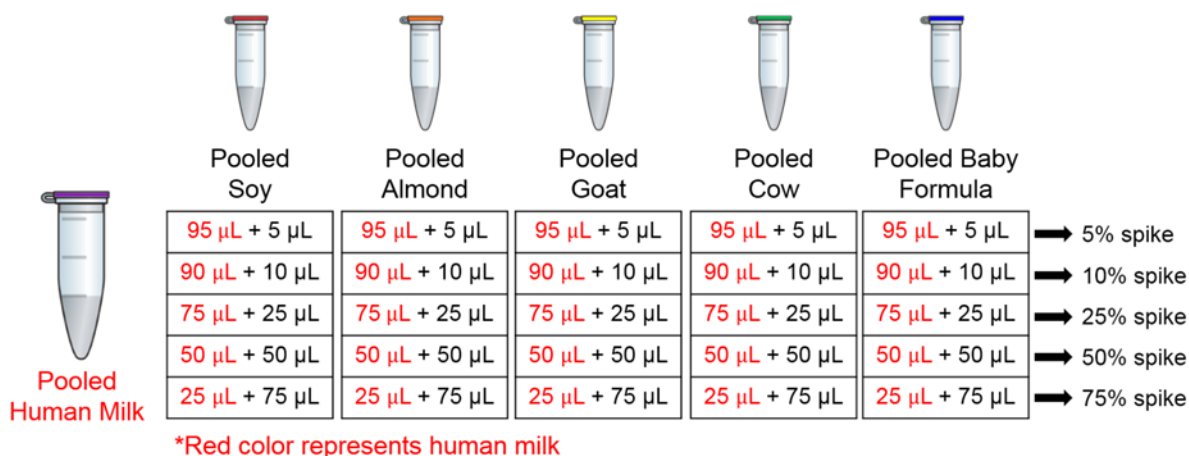 Pooled Soy
Pooled Almond
Pooled Goat
Pooled Cow
Pooled Baby Formula
Pooled Human Milk
95 μL + 5 µL 95 μL + 5 µL 95 μL + 5 µL 95 μL + 5 µL 95 μL + 5 µL 5% spike
90 μL + 10 µL 90 μL + 10 µL 90 μL + 10 µL 90 μL + 10 µL 90 μL + 10 µL 10% spike
75 μL + 25 µL 75 μL + 25 µL 75 μL + 25 µL 75 μL + 25 µL 75 μL + 25 µL 25% spike
50 μL + 50 µL 50 μL + 50 µL 50 μL + 50 µL 50 μL + 50 µL 50 μL + 50 µL 50% spike
25 μL + 75 µL 25 μL + 75 µL 25 μL + 75 µL 25 μL + 75 µL 25 μL + 75 µL 75% spike
*Red color represents human milk